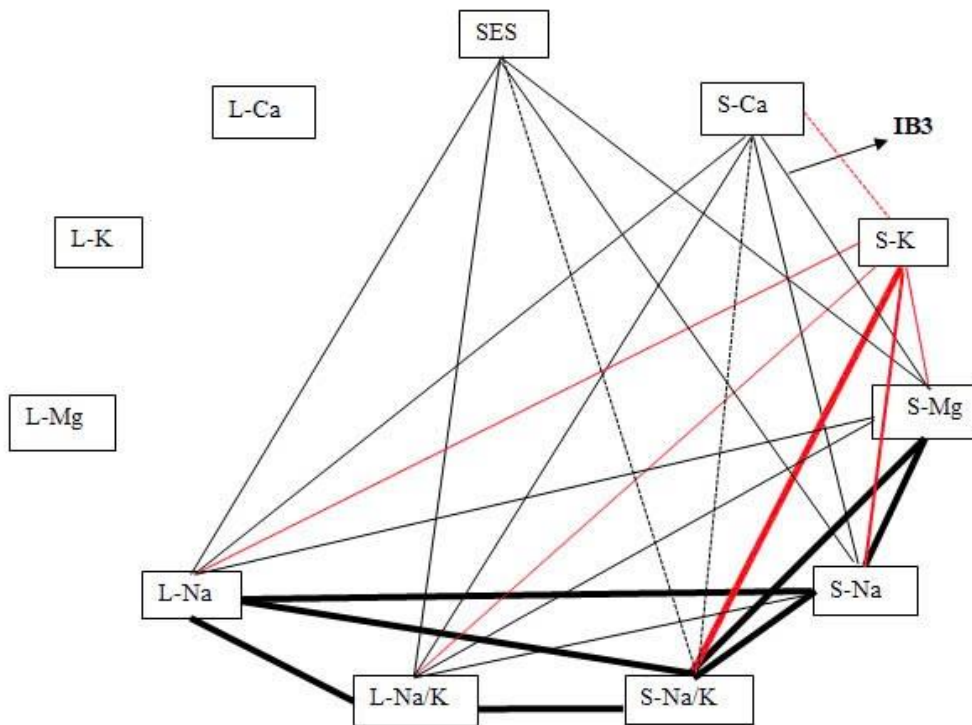 SES
L-Ca
S-Ca
IB3
L-K
S-K
L-Mg
S-Mg
L-Na
S-Na
L-Na/K
S-Na/K